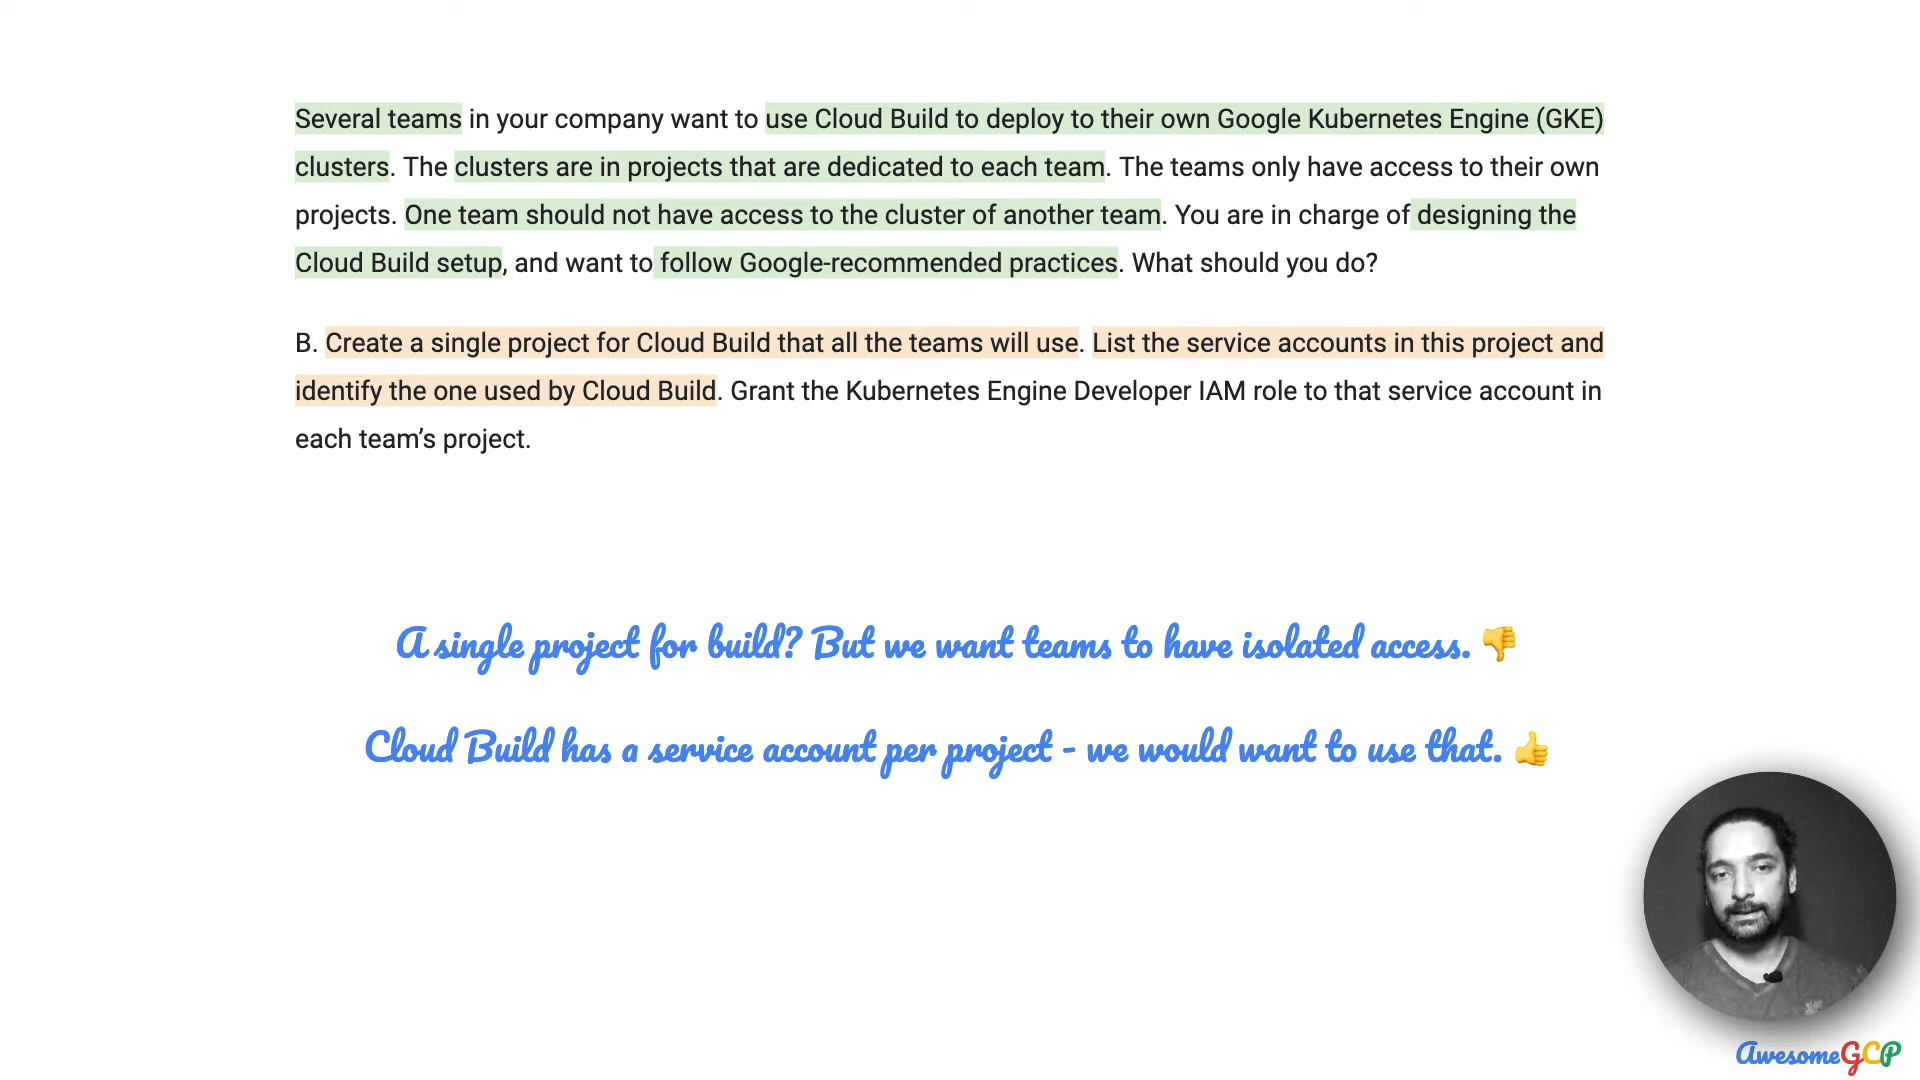 Several teams in your company want to use Cloud Build to deploy to their own Google Kubernetes Engine (GKE)
clusters. The clusters are in projects that are dedicated to each team. The teams only have access to their own
projects. One team should not have access to the cluster of another team. You are in charge of designing the
Cloud Build setup, and want to follow Google-recommended practices. What should you do?
B. Create a single project for Cloud Build that all the teams will use. List the service accounts in this project and
identify the one used by Cloud Build. Grant the Kubernetes Engine Developer IAM role to that service account in
each team’s project.
A single project for build? But we want teams to have isolated access. 👎
Cloud Build has a service account per project - we would want to use that. 👍
AwesomeGCP